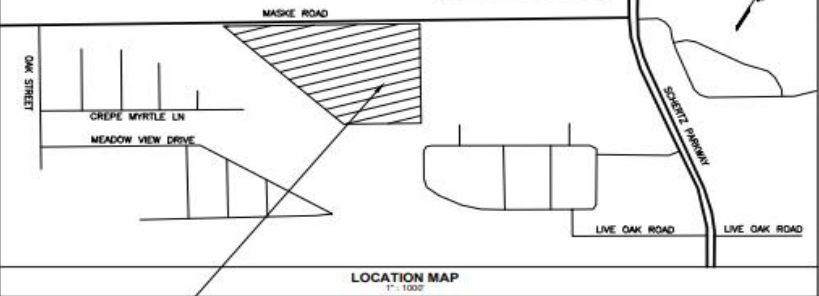 MASKE ROAD
OAK STREET
SCHERTZ PARKWAY
CREPE MYRTLE LN
MEADOW VIEW DRIVE
LIVE OAK ROAD
LIVE OAK ROAD
LOCATION MAP
1" : 1000'